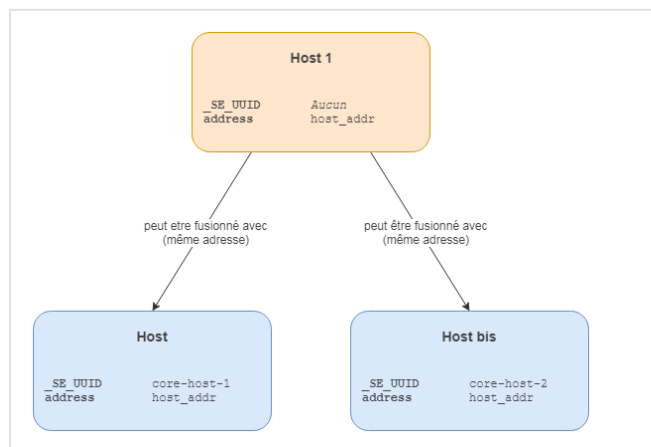 Host 1
_SE_UUID Aucun
address host_addr
peut etre fusionné avec
(même adresse)
peut être fusionné avec
(même adresse)
Host
_SE_UUID core-host-1
address host_addr
Host bis
_SE_UUID core-host-2
address host_addr